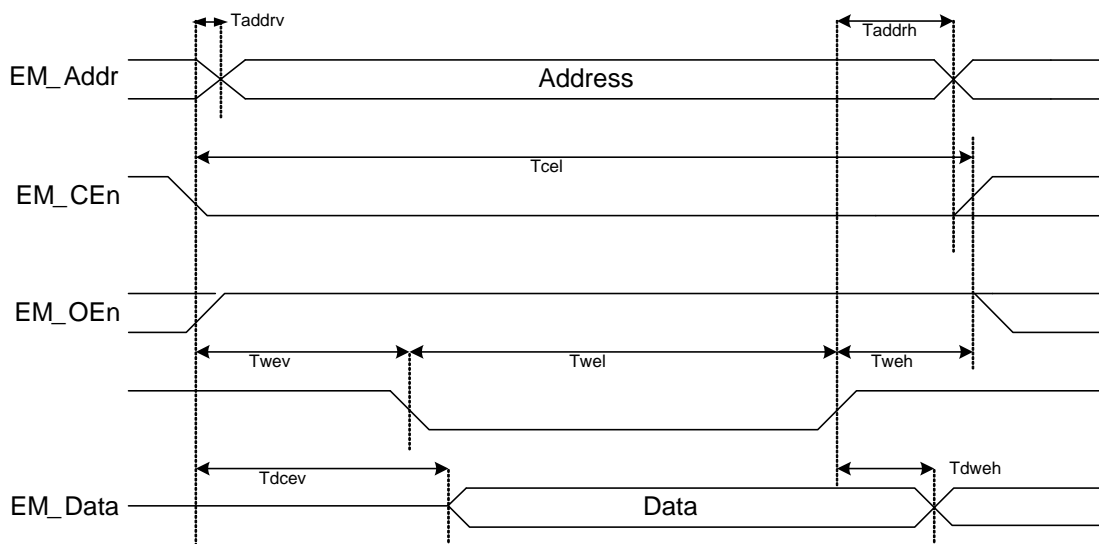 Taddrv
Taddrh
EM_Addr
Address
Tcel
EM_CEn
EM_OEn
Twev
Twel
Tweh
Tdcev
Tdweh
EM_Data
Data